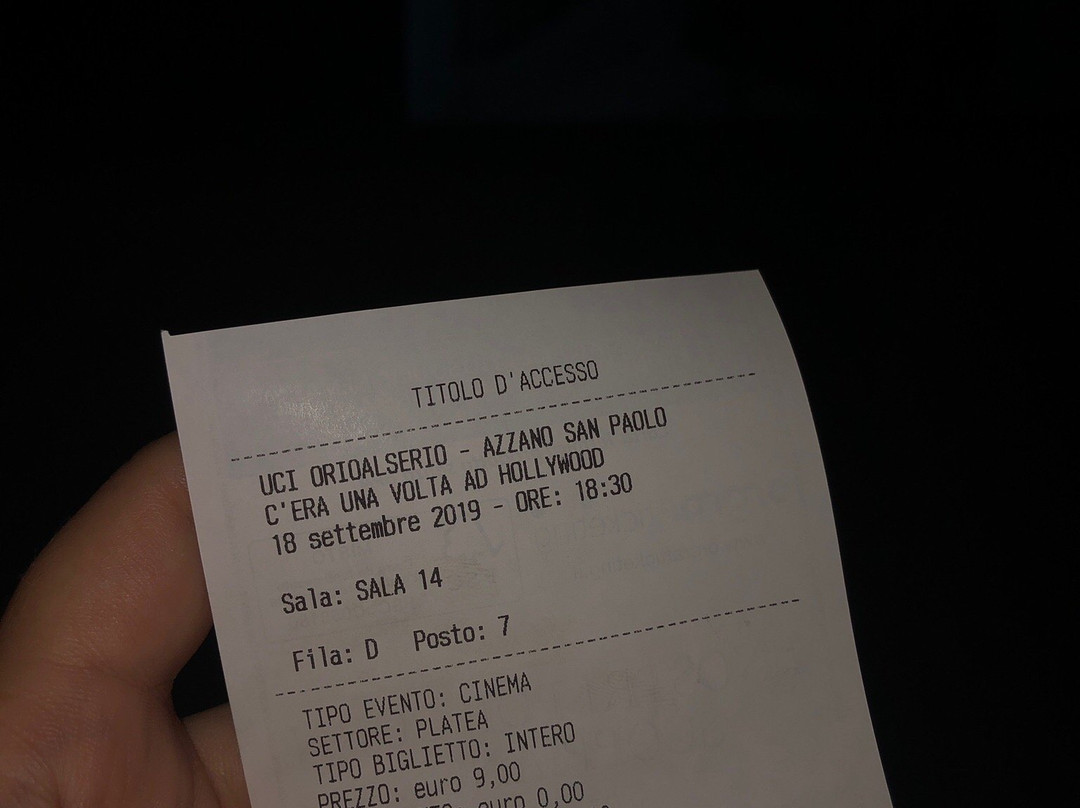 TITOLO D'ACCESSO
UCI ORIOALSERIO - AZZANO SAN PAOLO
C'ERA UNA VOLTA AD HOLLYWOOD
18 settembre 2019 - ORE: 18:30
Sala: SALA 14
Fila: D Posto: 7
TIPO EVENTO: CINEMA
SETTORE: PLATEA
TIPO BIGLIETTO: INTERO
PREZZO: euro 9,00
euro 0,00